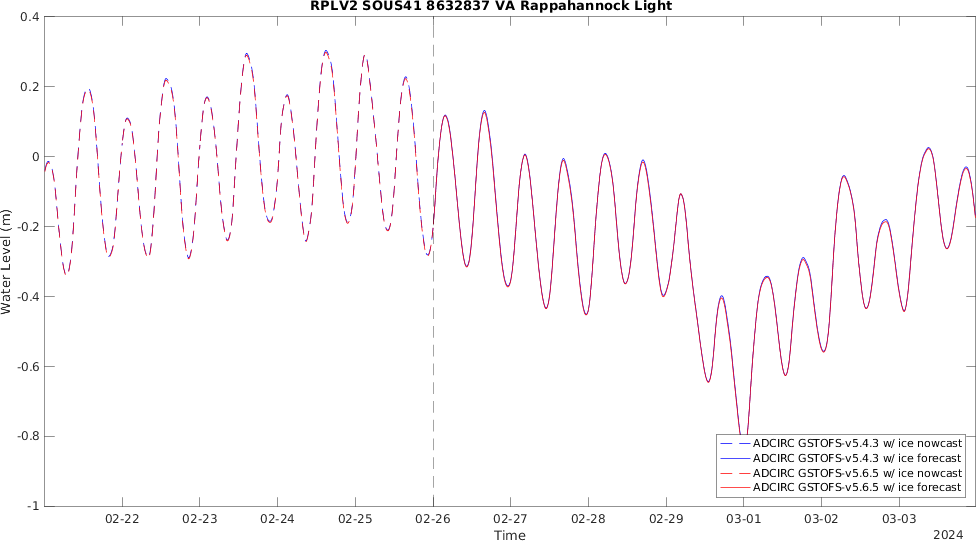 RPLV2 SOUS41 8632837 VA Rappahannock Light
0.4
0.2
0
-0.2
-0.4
-0.6
-0.8
-1
Water Level (m)
02-22 02-23 02-24 02-25 02-26 02-27 02-28 02-29 03-01 03-02 03-03
Time
2024
ADCIRC GSTOFS-v5.4.3 w/ ice nowcast
ADCIRC GSTOFS-v5.4.3 w/ ice forecast
ADCIRC GSTOFS-v5.6.5 w/ ice nowcast
ADCIRC GSTOFS-v5.6.5 w/ ice forecast